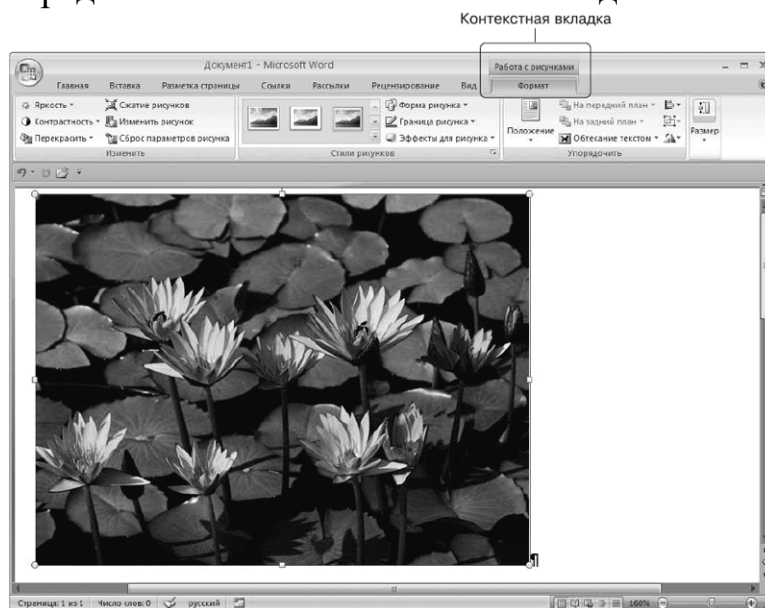 Контекстная вкладка
Документ1 - Microsoft Word
Работа с рисунками
Главная Вставка Разметка страницы Ссылки Рассылки Рецензирование Вид Формат
Яркость Сжатие рисунков Форма рисунка На передний план
Контрастность Изменить рисунок Граница рисунка Положение На задний план Размер
Перекрасить Сброс параметров рисунка Эффекты для рисунка Обтекание текстом
Изменить Стили рисунков Упорядочить
¶
Страница: 1 из 1 Число слов: 0 русский 160%